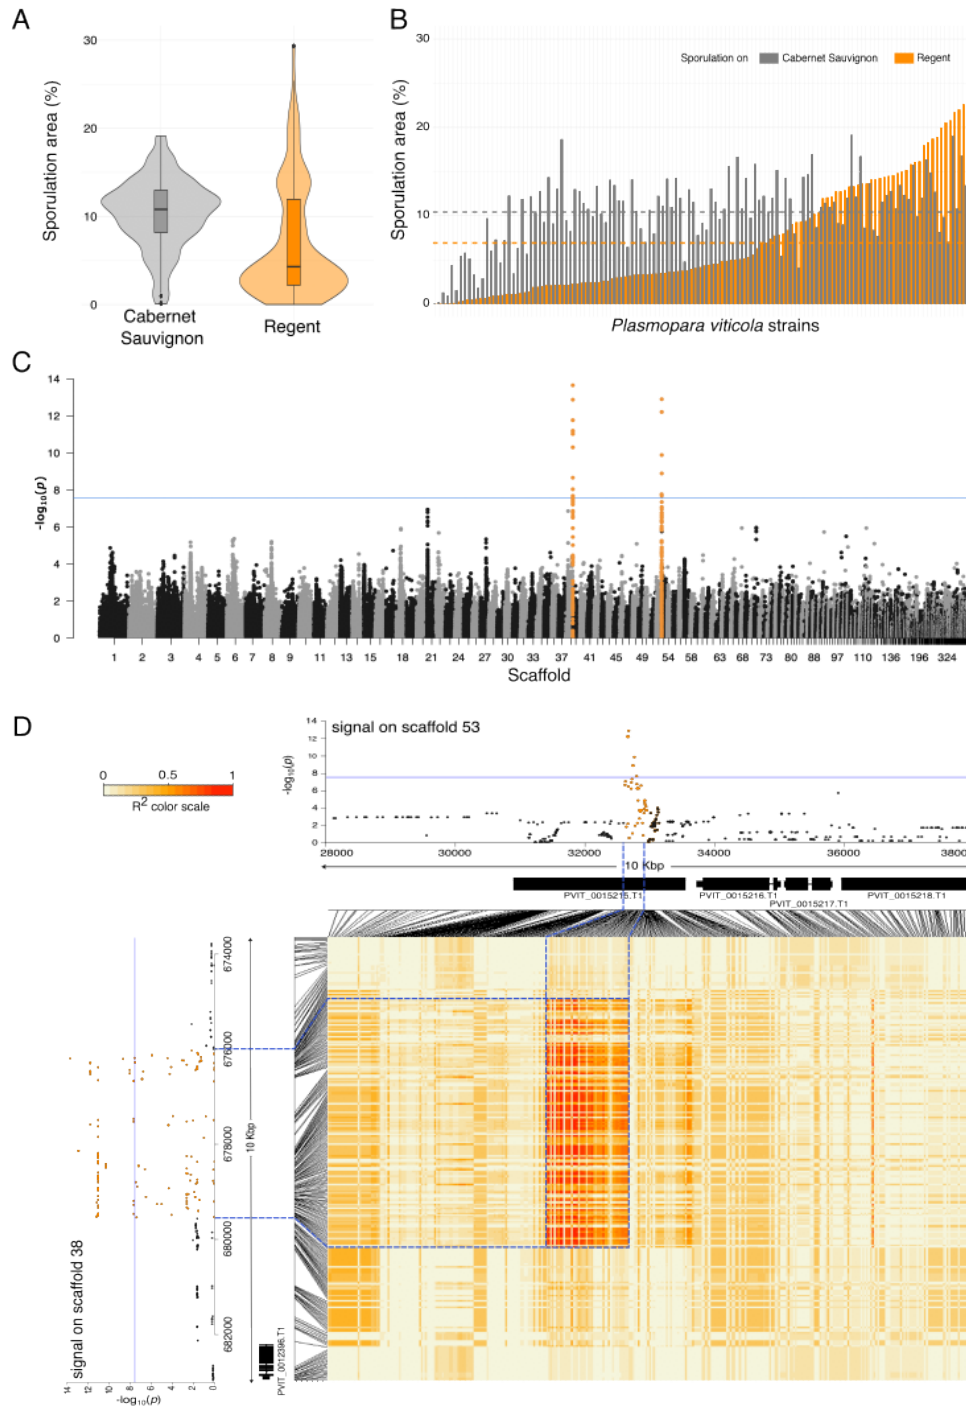 A
Sporulation area (%)
30
20
10
0
Cabernet
Sauvignon
Regent
B
Sporulation area (%)
30
20
10
0
Sporulation on Cabernet Sauvignon Regent
Plasmopara viticola strains
C
-log10(p)
14
12
10
8
6
4
2
0
1 2 3 4 5 6 7 8 9 11 13 15 18 21 24 27 30 33 37 41 45 49 54 58 63 68 73 80 88 97 110 136 196 324
Scaffold
D
signal on scaffold 53
-log10(p)
14
12
10
8
6
4
2
0
28000 30000 32000 34000 36000 3800
10 Kbp
PVIT_0015215.T1 PVIT_0015216.T1 PVIT_0015217.T1 PVIT_0015218.T1
0 0.5 1
R2 color scale
signal on scaffold 38
674000
676000
678000
680000
682000
10 Kbp
PVIT_0012396.T1
14 12 10 8 6 4 2 0
-log10(p)